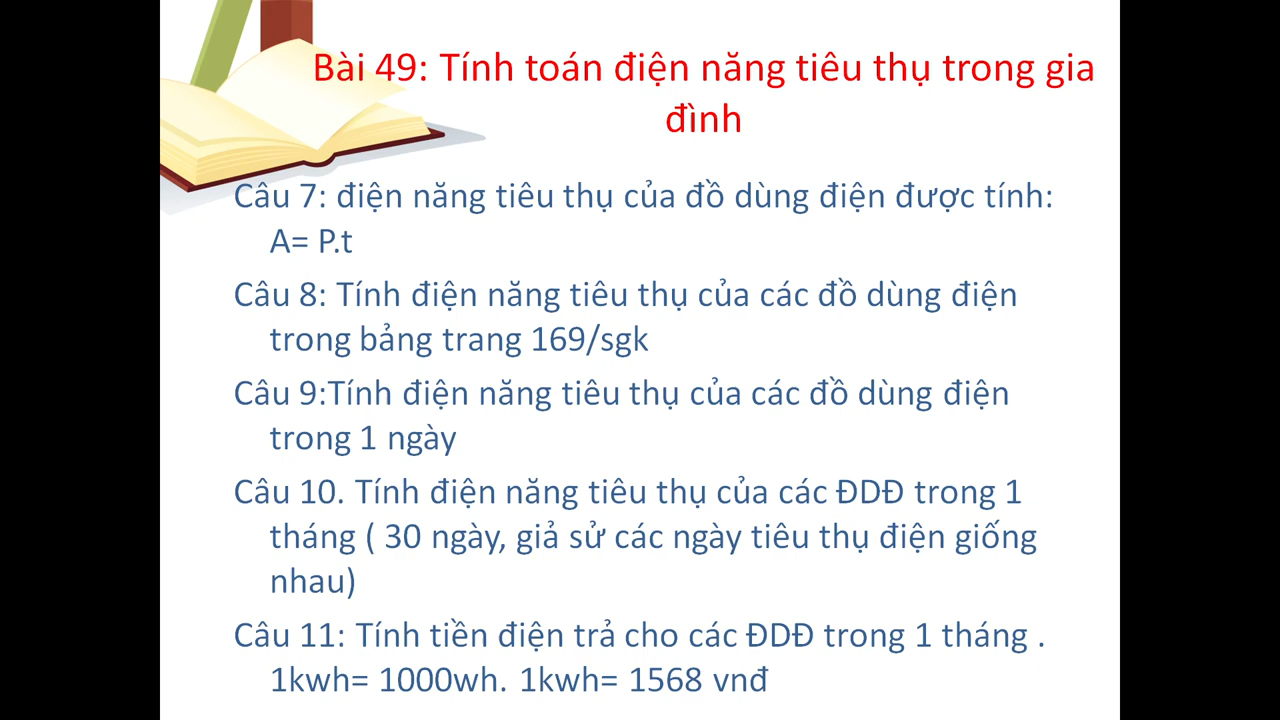 Bài 49: Tính toán điện năng tiêu thụ trong gia
đình
Câu 7: điện năng tiêu thụ của đồ dùng điện được tính:
A= P.t
Câu 8: Tính điện năng tiêu thụ của các đồ dùng điện
trong bảng trang 169/sgk
Câu 9:Tính điện năng tiêu thụ của các đồ dùng điện
trong 1 ngày
Câu 10. Tính điện năng tiêu thụ của các ĐDĐ trong 1
tháng ( 30 ngày, giả sử các ngày tiêu thụ điện giống
nhau)
Câu 11: Tính tiền điện trả cho các ĐDĐ trong 1 tháng .
1kwh= 1000wh. 1kwh= 1568 vnđ